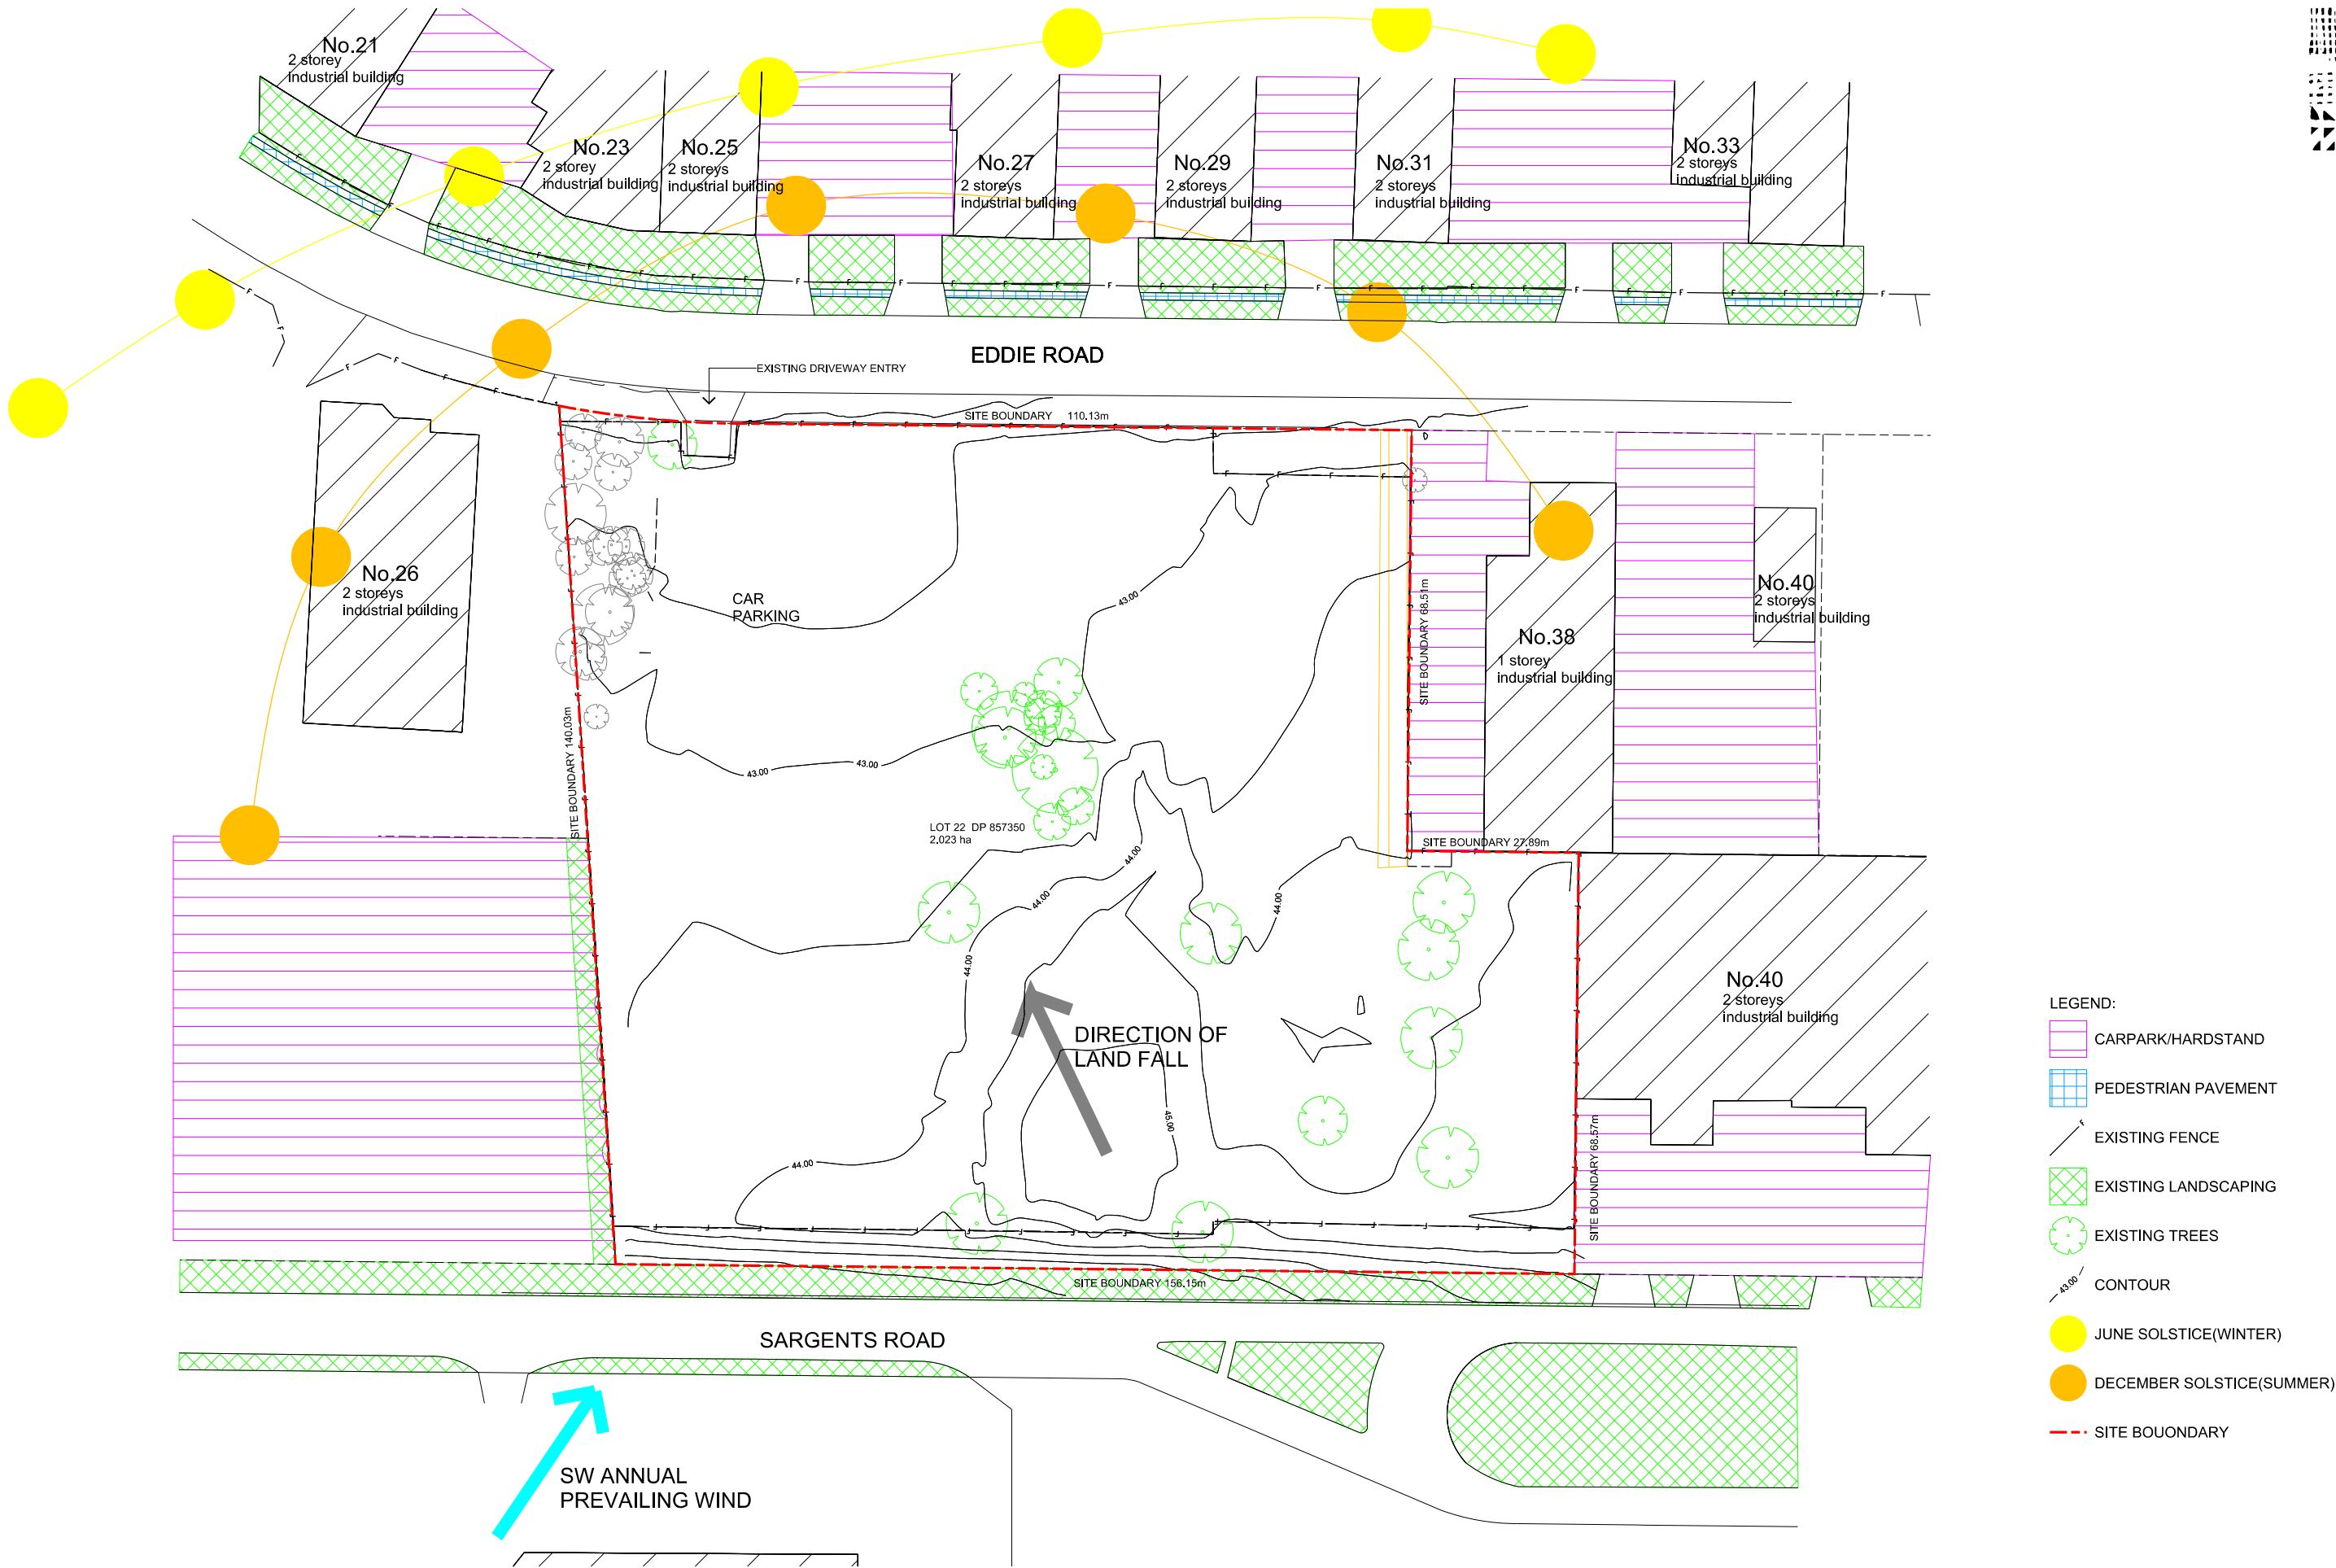 No.21
2 storey
industrial building
No.23
2 storey
industrial building
No.25
2 storeys
industrial building
No.27
2 storeys
industrial building
No.29
2 storeys
industrial building
No.31
2 storeys
industrial building
No.33
2 storeys
industrial building
EDDIE ROAD
EXISTING DRIVEWAY ENTRY
SITE BOUNDARY 110.13m
No.26
2 storeys
industrial building
CAR
PARKING
43.00
SITE BOUNDARY 68.51m
No.38
1 storey
industrial building
No.40
2 storeys
industrial building
SITE BOUNDARY 140.03m
43.00
43.00
LOT 22 DP 857350
2.023 ha
SITE BOUNDARY 27.89m
44.00
44.00
44.00
44.00
No.40
2 storeys
industrial building
DIRECTION OF
LAND FALL
45.00
44.00
SITE BOUNDARY 68.57m
SITE BOUNDARY 156.15m
SARGENTS ROAD
SW ANNUAL
PREVAILING WIND
LEGEND:
CARPARK/HARDSTAND
PEDESTRIAN PAVEMENT
F
EXISTING FENCE
EXISTING LANDSCAPING
EXISTING TREES
43.00
CONTOUR
JUNE SOLSTICE(WINTER)
DECEMBER SOLSTICE(SUMMER)
SITE BOUONDARY